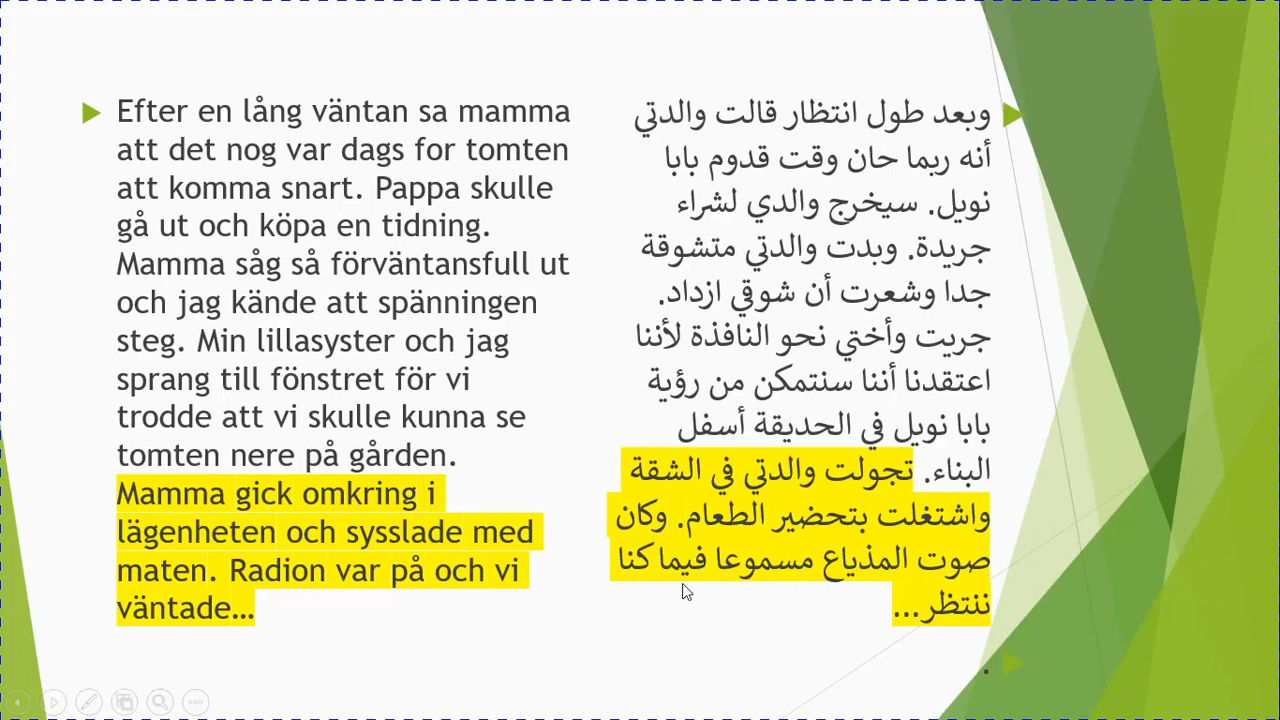 Efter en lång väntan sa mamma
att det nog var dags for tomten
att komma snart. Pappa skulle
gå ut och köpa en tidning.
Mamma såg så förväntansfull ut
och jag kände att spänningen
steg. Min lillasyster och jag
sprang till fönstret för vi
trodde att vi skulle kunna se
tomten nere på gården.
Mamma gick omkring i
lägenheten och sysslade med
maten. Radion var på och vi
väntade…
وبعد طول انتظار قالت والدتي
أنه ربما حان وقت قدوم بابا
نويل. سيخرج والدي لشراء
جريدة. وبدت والدتي متشوقة
جدا وشعرت أن شوقي ازداد.
جريت وأختي نحو النافذة لأننا
اعتقدنا أننا سنتمكن من رؤية
بابا نويل في الحديقة أسفل
البناء. تجولت والدتي في الشقة
واشتغلت بتحضير الطعام. وكان
صوت المذياع مسموعا فيما كنا
ننتظر...
.